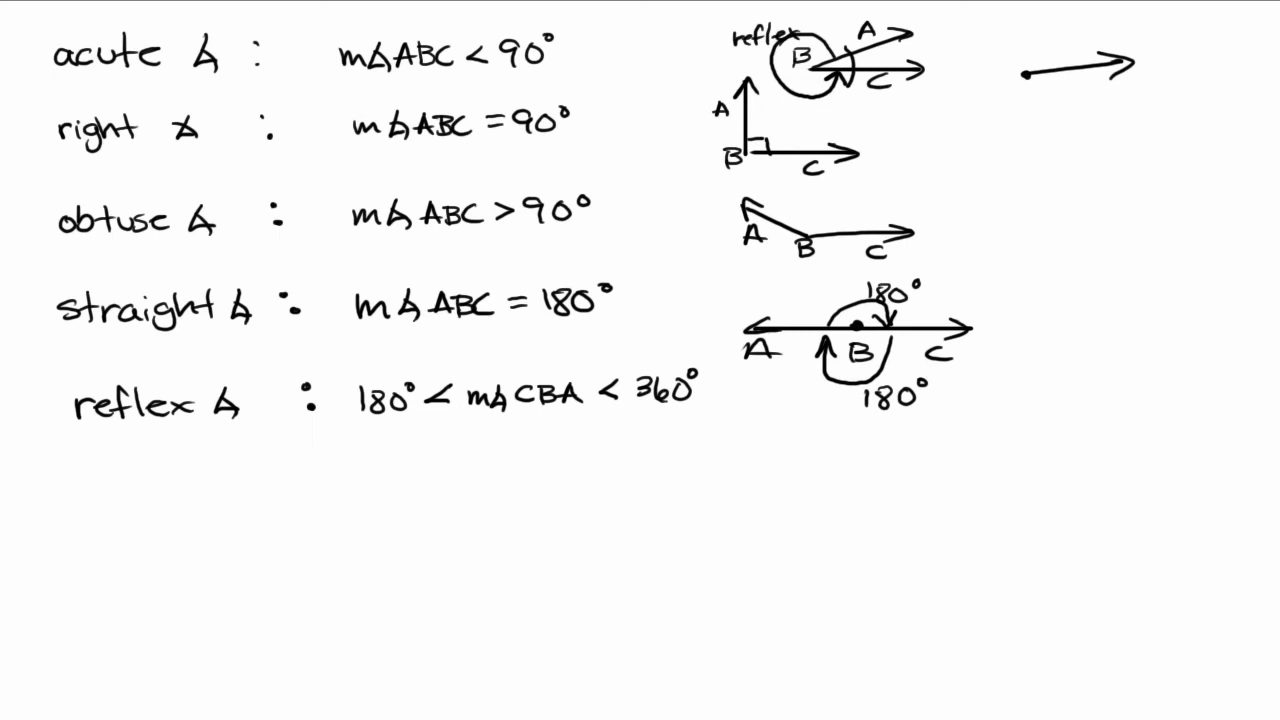 acute ∡ : m∡ABC < 90°
right ∡ : m∡ABC = 90°
obtuse ∡ : m∡ABC > 90°
straight ∡ : m∡ABC = 180°
reflex ∡ : 180° < m∡CBA < 360°
reflex
A
B
C
A
B
C
A
B
C
180°
A
B
C
180°